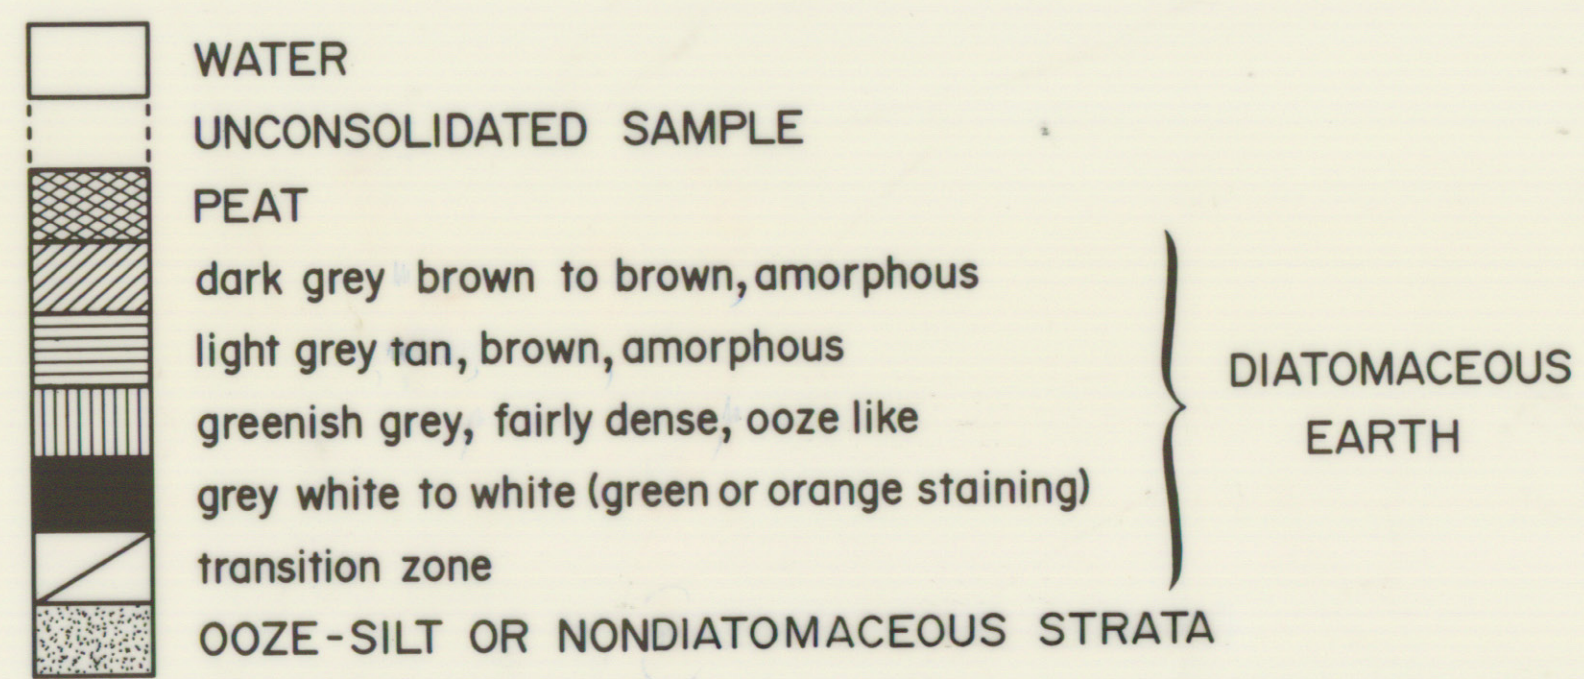 WATER
UNCONSOLIDATED SAMPLE
PEAT
dark grey brown to brown, amorphous
light grey tan, brown, amorphous
greenish grey, fairly dense, ooze like
grey white to white (green or orange staining)
transition zone
DIATOMACEOUS
EARTH
OOZE-SILT OR NONDIATOMACEOUS STRATA